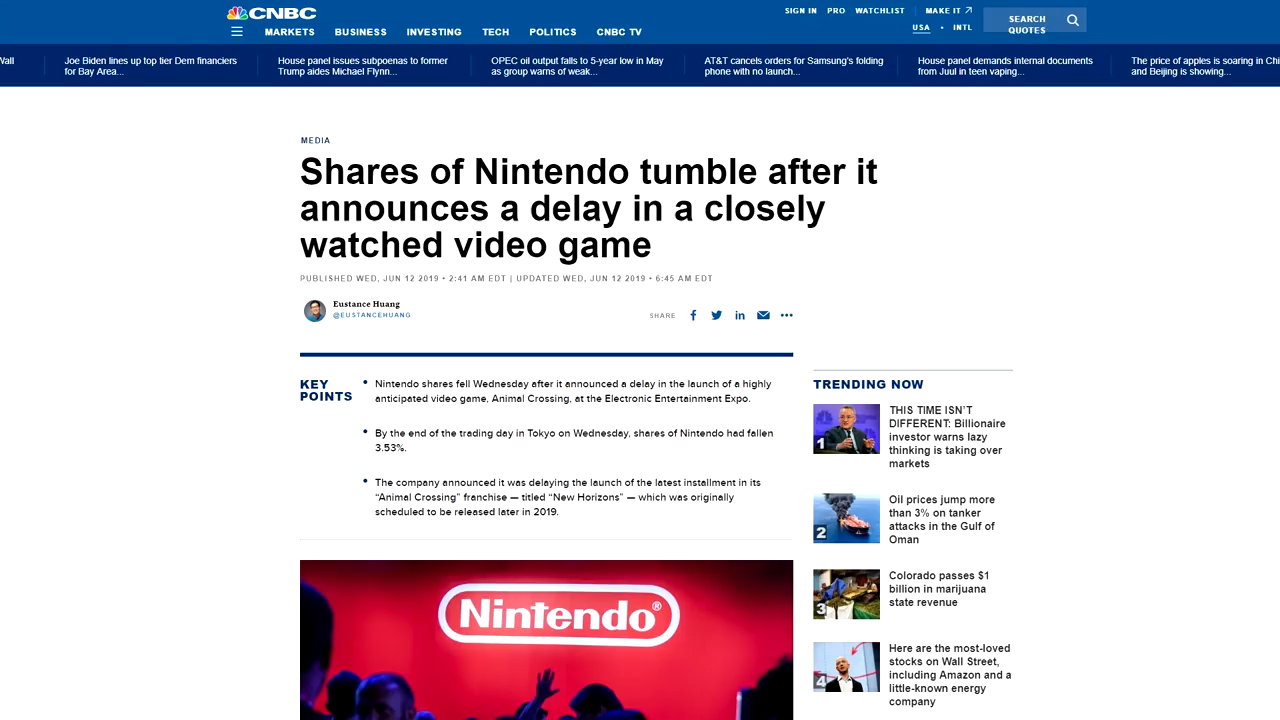 CNBC
SIGN IN PRO WATCHLIST MAKE IT
USA • INTL
SEARCH QUOTES
MARKETS BUSINESS INVESTING TECH POLITICS CNBC TV
Wall
Joe Biden lines up top tier Dem financiers
for Bay Area...
House panel issues subpoenas to former
Trump aides Michael Flynn...
OPEC oil output falls to 5-year low in May
as group warns of weak...
AT&T cancels orders for Samsung's folding
phone with no launch...
House panel demands internal documents
from Juul in teen vaping...
The price of apples is soaring in Chi
and Beijing is showing...
MEDIA
Shares of Nintendo tumble after it
announces a delay in a closely
watched video game
PUBLISHED WED, JUN 12 2019 • 2:41 AM EDT | UPDATED WED, JUN 12 2019 • 6:45 AM EDT
Eustance Huang
@EUSTANCEHUANG
SHARE
KEY
POINTS
• Nintendo shares fell Wednesday after it announced a delay in the launch of a highly
anticipated video game, Animal Crossing, at the Electronic Entertainment Expo.
• By the end of the trading day in Tokyo on Wednesday, shares of Nintendo had fallen
3.53%.
• The company announced it was delaying the launch of the latest installment in its
“Animal Crossing” franchise — titled “New Horizons” — which was originally
scheduled to be released later in 2019.
Nintendo®
TRENDING NOW
1
THIS TIME ISN'T
DIFFERENT: Billionaire
investor warns lazy
thinking is taking over
markets
2
Oil prices jump more
than 3% on tanker
attacks in the Gulf of
Oman
3
Colorado passes $1
billion in marijuana
state revenue
4
Here are the most-loved
stocks on Wall Street,
including Amazon and a
little-known energy
company